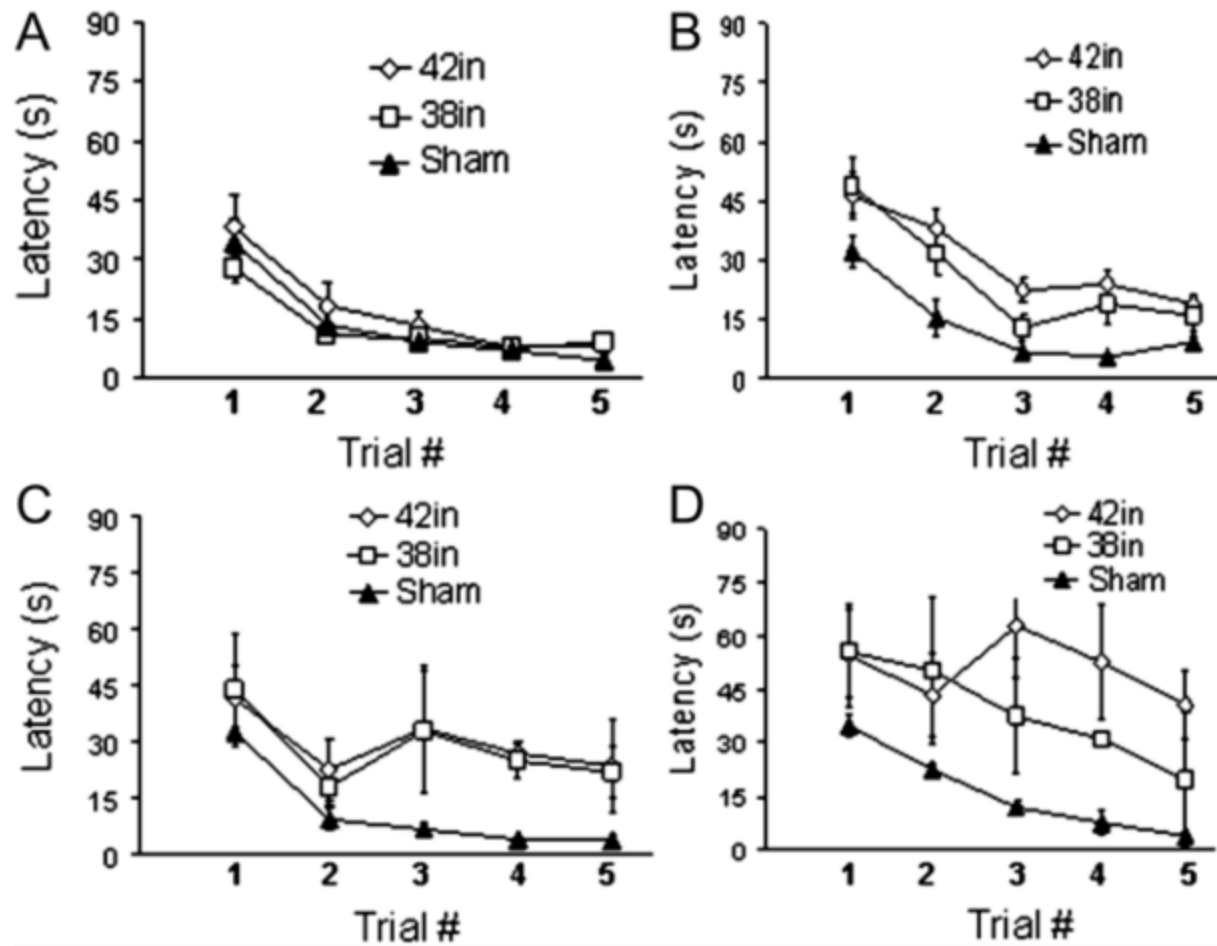 A
90
75
60
45
30
15
0
Latency (s)
42in
38in
Sham
1 2 3 4 5
Trial #
B
90
75
60
45
30
15
0
Latency (s)
42in
38in
Sham
1 2 3 4 5
Trial #
C
90
75
60
45
30
15
0
Latency (s)
42in
38in
Sham
1 2 3 4 5
Trial #
D
90
75
60
45
30
15
0
Latency (s)
42in
38in
Sham
1 2 3 4 5
Trial #